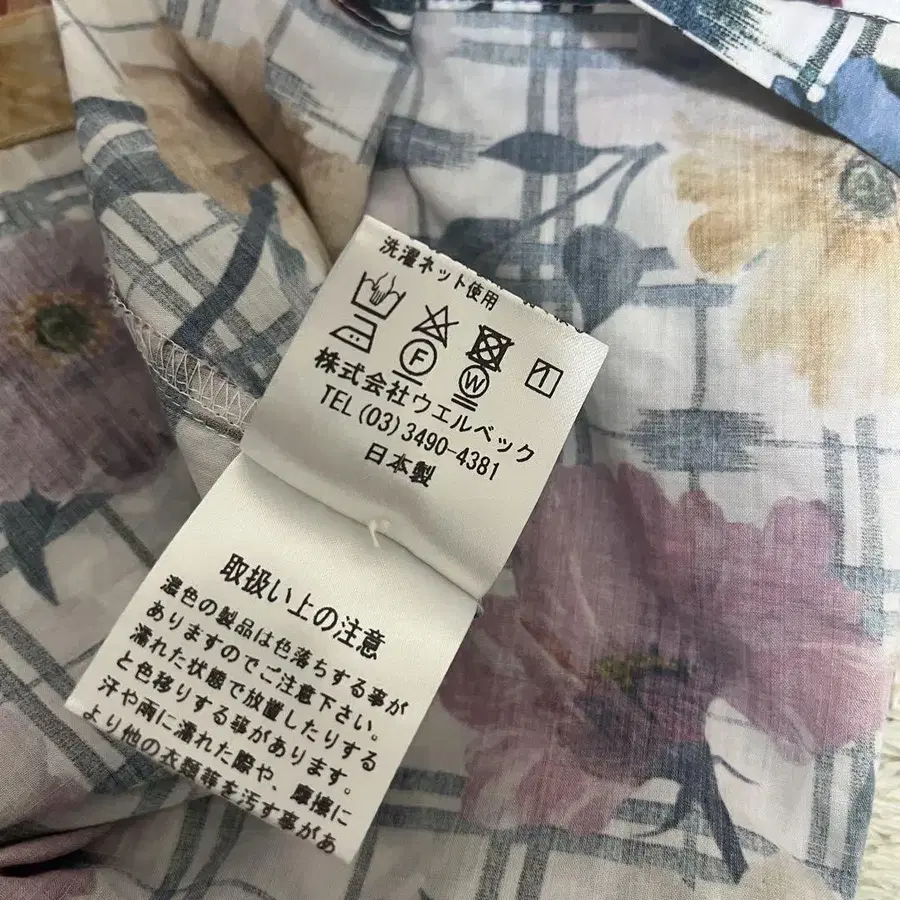 洗濯ネット使用
F
W
株式会社ウエルベック
TEL (03) 3490-4381
日本製
取扱い上の注意
濃色の製品は色落ちする事が
ありますのでご注意下さい。
濡れた状態で放置したりする
と色移りする事があります。
汗や雨に濡れた際や、摩擦に
より他の衣類等を汚す事があ